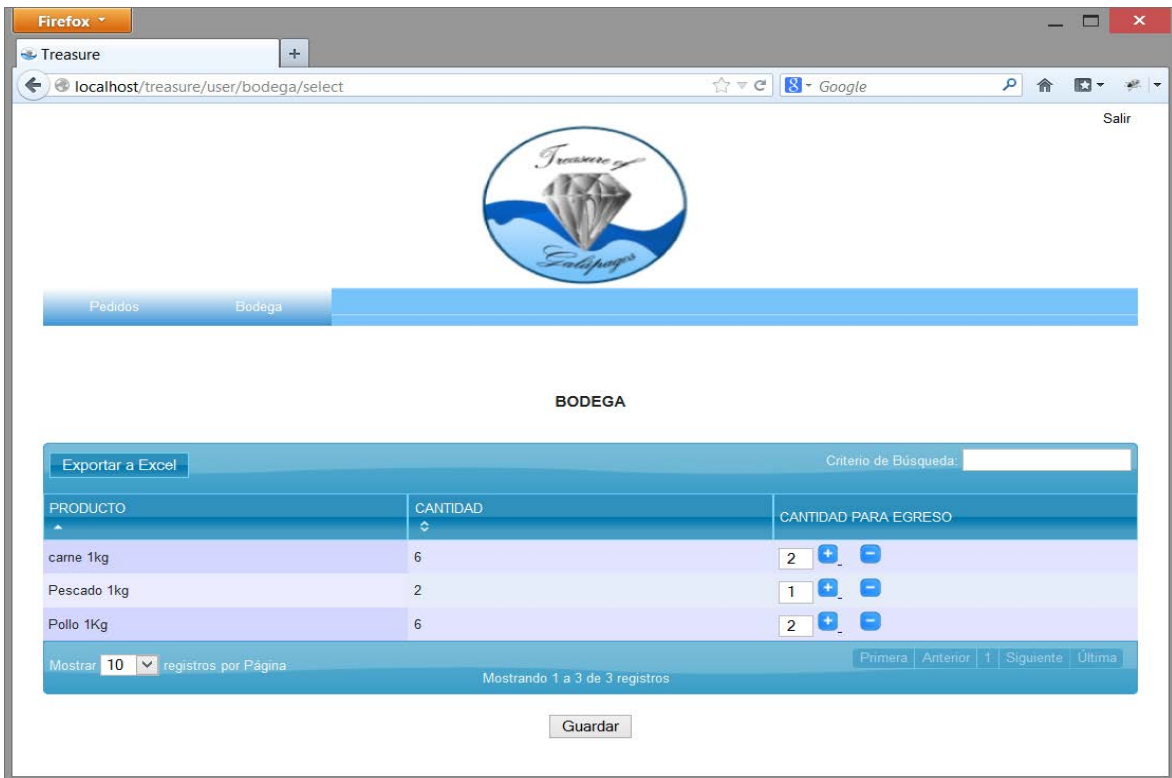 Firefox
Treasure
localhost/treasure/user/bodega/select
Google
Salir
Treasure of
Galápagos
Pedidos Bodega
BODEGA
Exportar a Excel Criterio de Búsqueda:
PRODUCTO CANTIDAD CANTIDAD PARA EGRESO
carne 1kg 6 2
Pescado 1kg 2 1
Pollo 1Kg 6 2
Mostrar 10 registros por Página Primera Anterior 1 Siguiente Última
Mostrando 1 a 3 de 3 registros
Guardar